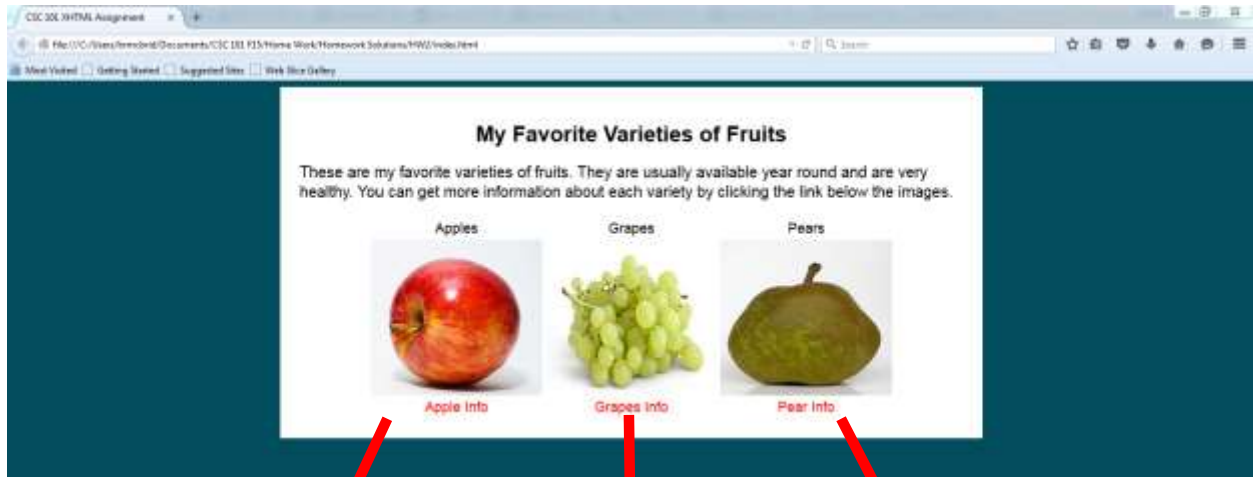 CSC 101 XHTML Assignment
Search
Most Visited Getting Started Suggested Sites Web Slice Gallery
My Favorite Varieties of Fruits
These are my favorite varieties of fruits. They are usually available year round and are very
healthy. You can get more information about each variety by clicking the link below the images.
Apples Grapes Pears
Apple Info Grapes Info Pear Info